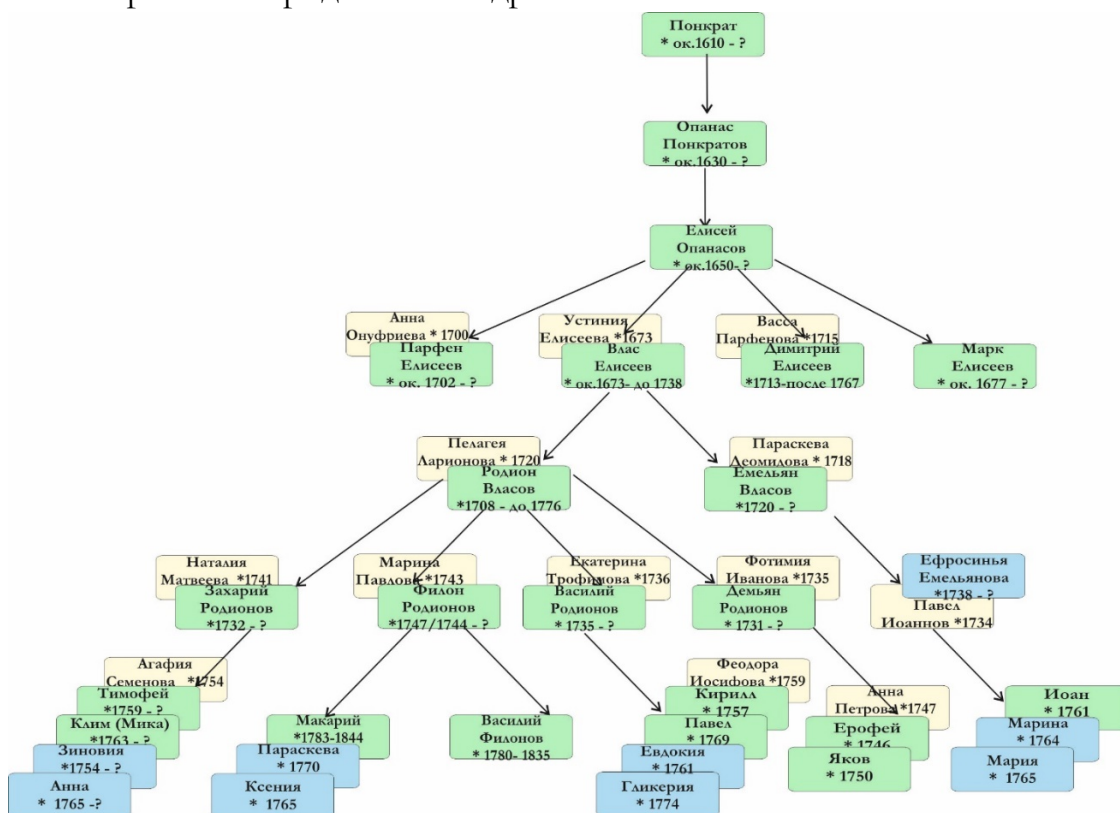 Понкрат
* ок.1610 - ?
Опанас
Понкратов
* ок.1630 - ?
Елисей
Опанасов
* ок.1650- ?
Анна
Онуфриева * 1700
Парфен
Елисеев
* ок. 1702 - ?
Устиния
Елисеева *1673
Влас
Елисеев
* ок.1673- до 1738
Васса
Парфенова *1715
Димитрий
Елисеев
*1713-после 1767
Марк
Елисеев
* ок. 1677 - ?
Пелагея
Ларионова * 1720
Родион
Власов
*1708 - до 1776
Параскева
Деомидова * 1718
Емельян
Власов
*1720 - ?
Наталия
Матвеева *1741
Захарий
Родионов
*1732 - ?
Марина
Павлова *1743
Филон
Родионов
*1747/1744 - ?
Екатерина
Трофимова *1736
Василий
Родионов
*1735 - ?
Фотимия
Иванова *1735
Демьян
Родионов
* 1731 - ?
Ефросинья
Емельянова
*1738 - ?
Павел
Иоаннов *1734
Агафия
Семенова *1754
Тимофей
*1759 - ?
Клим (Мика)
*1763 - ?
Зиновия
*1754 - ?
Анна
* 1765 -?
Макарий
*1783-1844
Параскева
* 1770
Ксения
* 1765
Василий
Филонов
* 1780- 1835
Феодора
Иосифова *1759
Кирилл
* 1757
Павел
* 1769
Евдокия
* 1761
Гликерия
* 1774
Анна
Петрова *1747
Ерофей
* 1746
Яков
* 1750
Иоан
* 1761
Марина
* 1764
Мария
* 1765